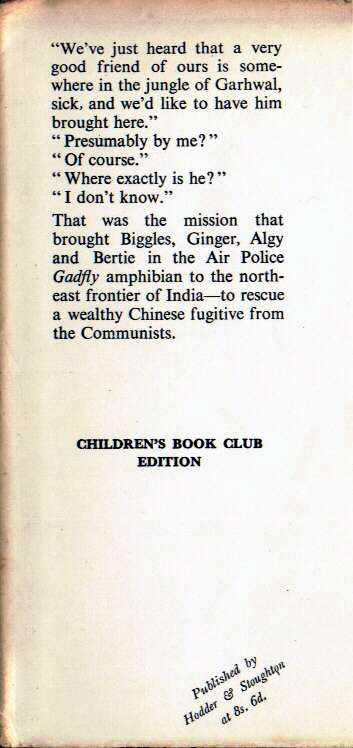 “We’ve just heard that a very
good friend of ours is some-
where in the jungle of Garhwal,
sick, and we’d like to have him
brought here.”
“Presumably by me?”
“Of course.”
“Where exactly is he?”
“I don’t know.”
That was the mission that
brought Biggles, Ginger, Algy
and Bertie in the Air Police
Gadfly amphibian to the north-
east frontier of India—to rescue
a wealthy Chinese fugitive from
the Communists.
CHILDREN’S BOOK CLUB
EDITION
Published by
Hodder & Stoughton
at 8s. 6d.